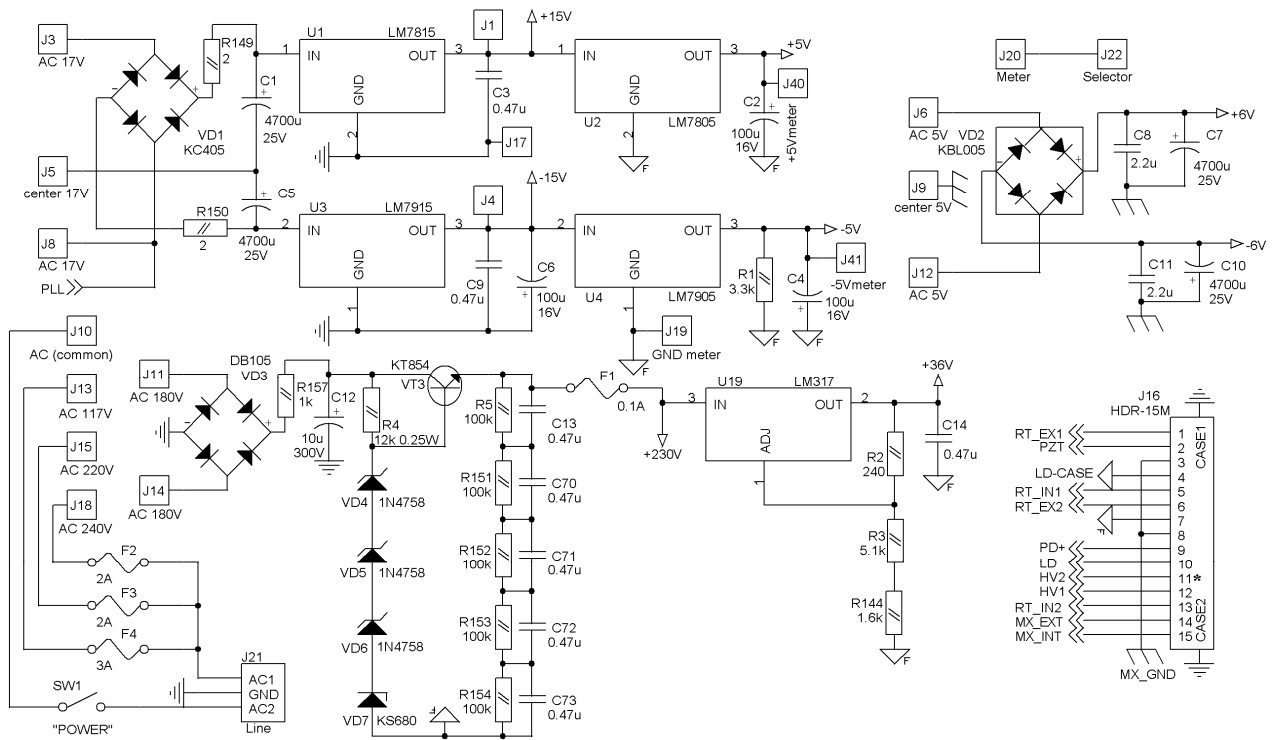 J3
AC 17V
R149
2
VD1
KC405
C1
4700u
25V
J5
center 17V
C5
4700u
25V
R150
2
J8
AC 17V
PLL
U1
LM7815
IN
OUT
GND
1
3
2
J1
+15V
C3
0.47u
J17
U2
LM7805
IN
OUT
GND
1
3
2
F
+5V
J40
+5Vmeter
C2
100u
16V
F
U3
LM7915
IN
OUT
GND
2
3
1
J4
-15V
C9
0.47u
C6
100u
16V
U4
LM7905
IN
OUT
GND
2
3
1
J19
GND meter
F
-5V
J41
-5Vmeter
R1
3.3k
C4
100u
16V
F
F
J20
Meter
J22
Selector
J6
AC 5V
VD2
KBL005
J9
center 5V
J12
AC 5V
C8
2.2u
C7
4700u
25V
+6V
C11
2.2u
C10
4700u
25V
-6V
J10
AC (common)
J13
AC 117V
J15
AC 220V
J18
AC 240V
F2
2A
F3
2A
F4
3A
SW1
"POWER"
J21
AC1
GND
AC2
Line
J11
AC 180V
J14
AC 180V
DB105
VD3
R157
1k
C12
10u
300V
KT854
VT3
R4
12k 0.25W
VD4
1N4758
VD5
1N4758
VD6
1N4758
VD7
KS680
F
R5
100k
R151
100k
R152
100k
R153
100k
R154
100k
C13
0.47u
C70
0.47u
C71
0.47u
C72
0.47u
C73
0.47u
F1
0.1A
+230V
U19
LM317
IN
OUT
ADJ
3
2
1
+36V
R2
240
C14
0.47u
F
R3
5.1k
R144
1.6k
F
J16
HDR-15M
CASE1
CASE2
RT_EX1
PZT
LD-CASE
RT_IN1
RT_EX2
F
PD+
LD
HV2
HV1
RT_IN2
MX_EXT
MX_INT
1
2
3
4
5
6
7
8
9
10
11*
12
13
14
15
MX_GND